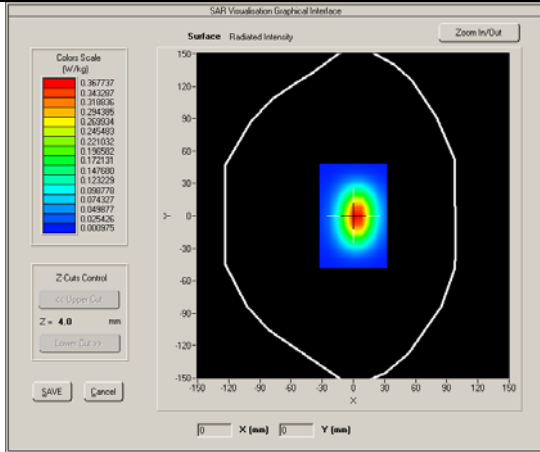 SAR Visualisation Graphical Interface
Surface Radiated Intensity
Zoom In/Out
Colors Scale
(W/kg)
0.367737
0.343287
0.318836
0.294385
0.269934
0.245483
0.221032
0.196582
0.172131
0.147680
0.123229
0.098778
0.074327
0.049877
0.025426
0.000975
Z-Cuts Control
<< Upper Cut
Z = 4.0 mm
Lower Cut >>
SAVE
Cancel
150
120
90
60
30
0
-30
-60
-90
-120
-150
Y
-150 -120 -90 -60 -30 0 30 60 90 120 150
X
0 X (mm) 0 Y (mm)